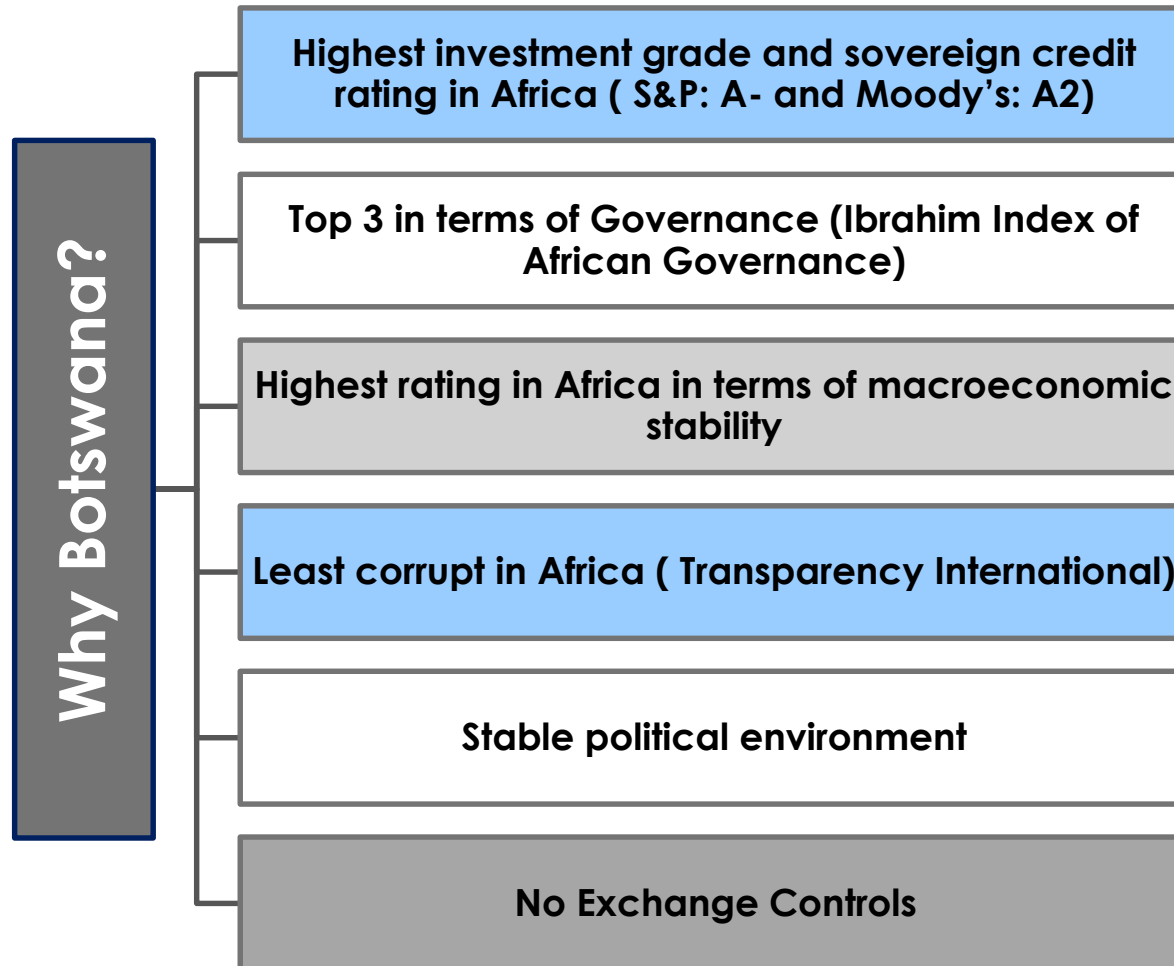 Why Botswana?
Highest investment grade and sovereign credit
rating in Africa ( S&P: A- and Moody’s: A2)
Top 3 in terms of Governance (Ibrahim Index of
African Governance)
Highest rating in Africa in terms of macroeconomic
stability
Least corrupt in Africa ( Transparency International)
Stable political environment
No Exchange Controls